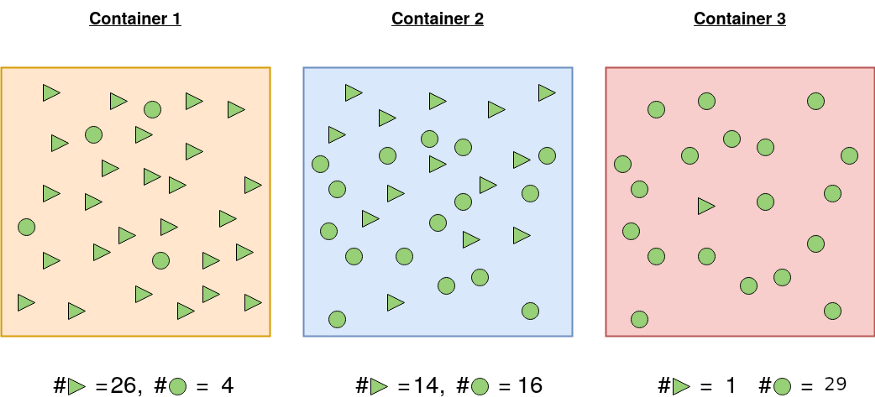 Container 1 Container 2 Container 3
#▶ =26, #● = 4 #▶ =14, #● = 16 #▶ = 1 #● = 29